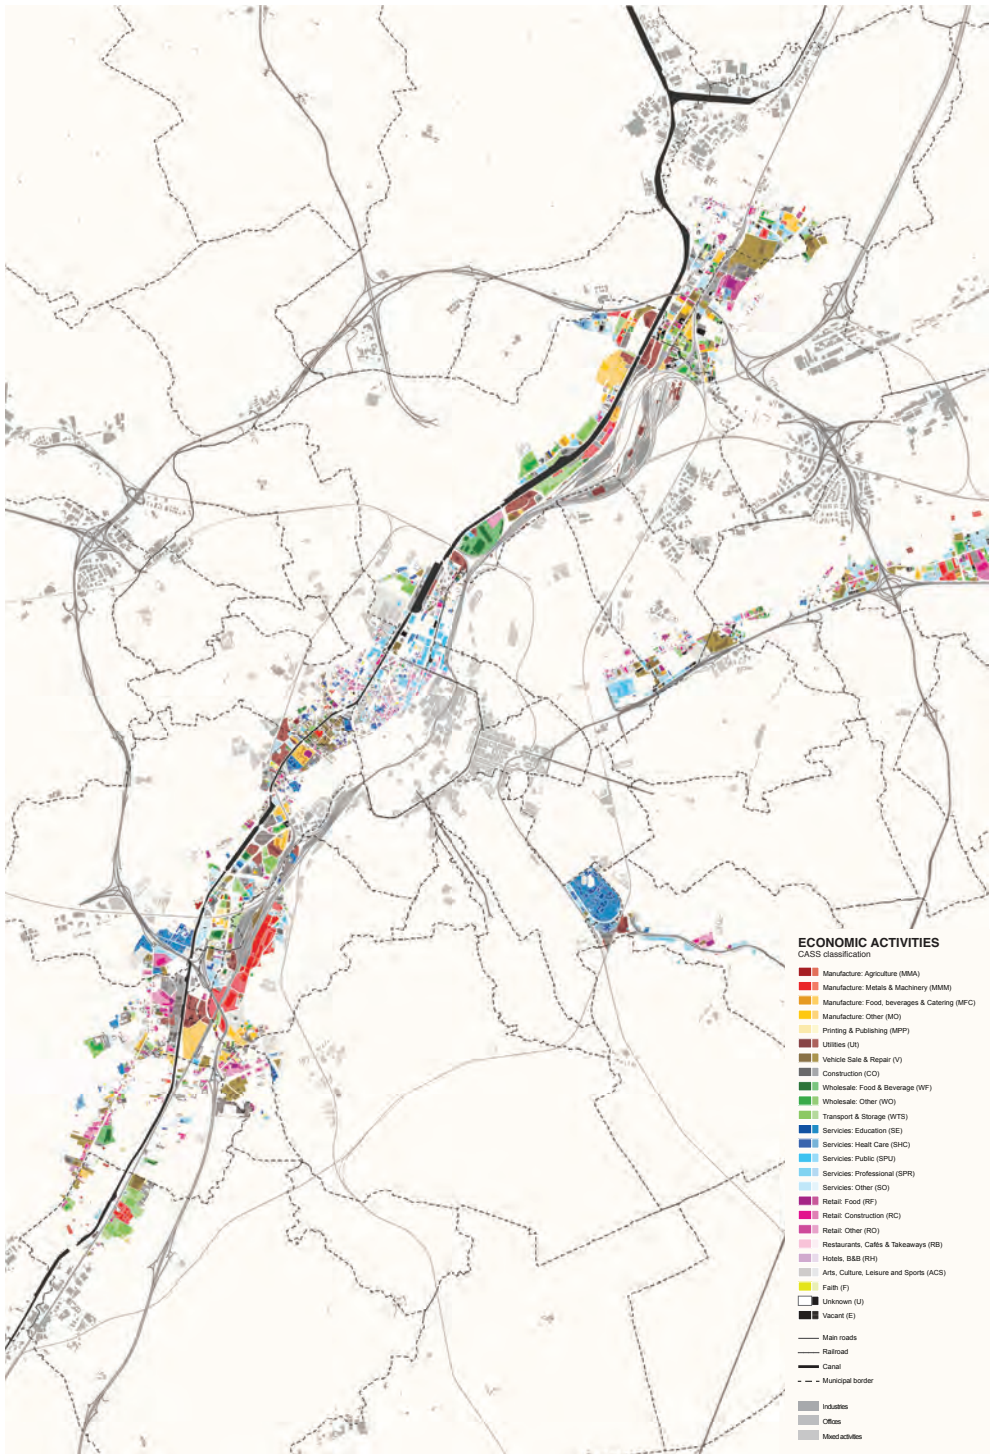 ECONOMIC ACTIVITIES
CASS classification
Manufacture: Agriculture (MMA)
Manufacture: Metals & Machinery (MMM)
Manufacture: Food, beverages & Catering (MFC)
Manufacture: Other (MO)
Printing & Publishing (MPP)
Utilities (Ut)
Vehicle Sale & Repair (V)
Construction (CO)
Wholesale: Food & Beverage (WF)
Wholesale: Other (WO)
Transport & Storage (WTS)
Servicies: Education (SE)
Servicies: Healt Care (SHC)
Servicies: Public (SPU)
Servicies: Professional (SPR)
Servicies: Other (SO)
Retail: Food (RF)
Retail: Construction (RC)
Retail: Other (RO)
Restaurants, Cafés & Takeaways (RB)
Hotels, B&B (RH)
Arts, Culture, Leisure and Sports (ACS)
Faith (F)
Unknown (U)
Vacant (E)
Main roads
Railroad
Canal
Municipal border
Industries
Offices
Mixed activities